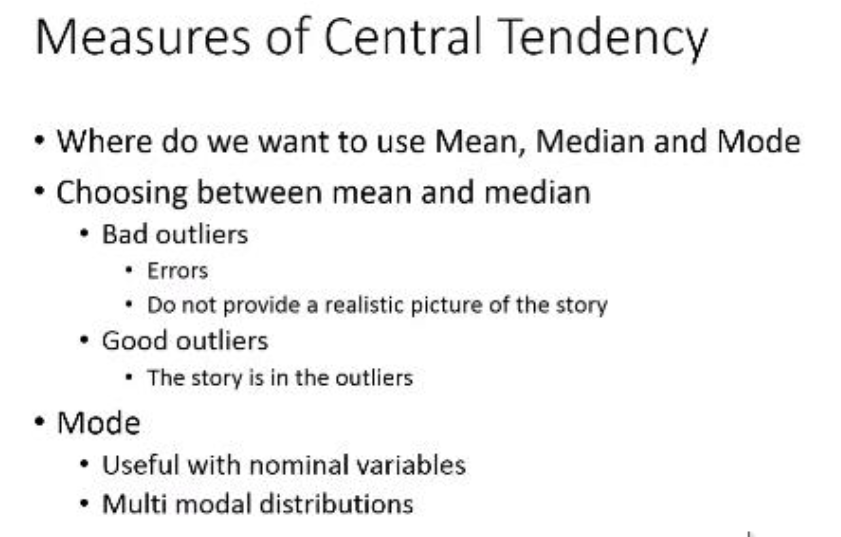 Measures of Central Tendency
• Where do we want to use Mean, Median and Mode
• Choosing between mean and median
• Bad outliers
• Errors
• Do not provide a realistic picture of the story
• Good outliers
• The story is in the outliers
• Mode
• Useful with nominal variables
• Multi modal distributions